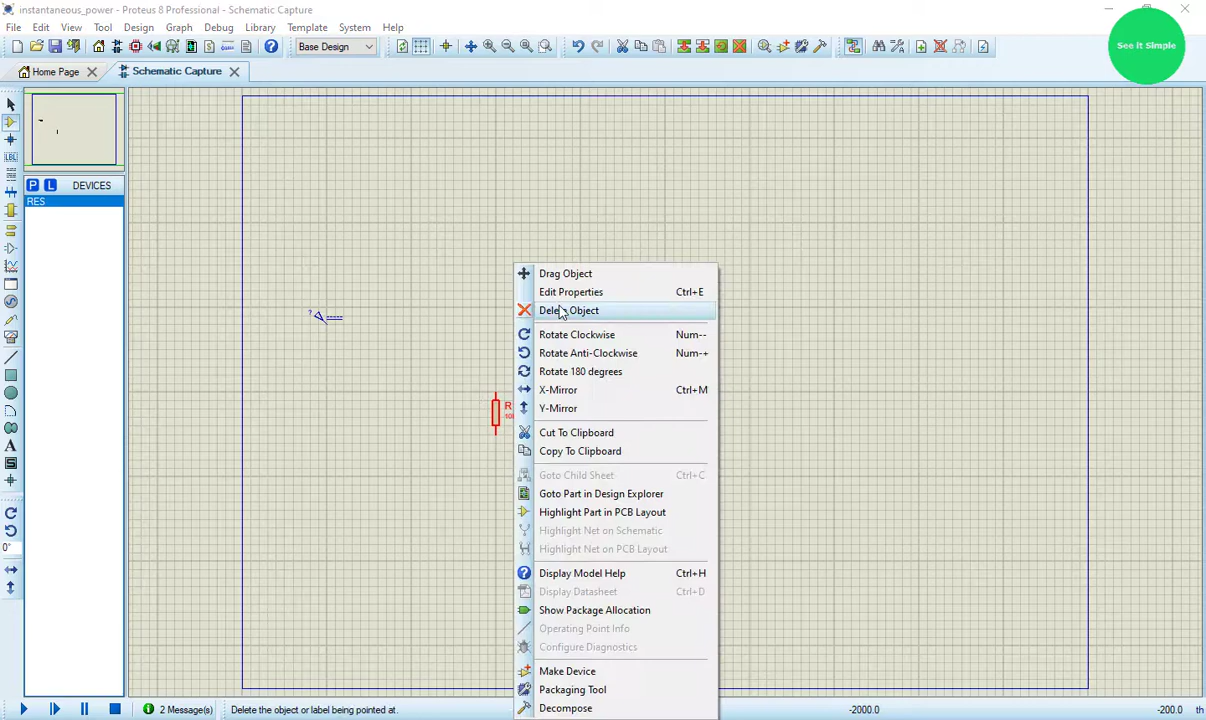 instantaneous_power - Proteus 8 Professional - Schematic Capture
File Edit View Tool Design Graph Debug Library Template System Help
Base Design
See it Simple
Home Page
Schematic Capture
LBL
P L DEVICES
RES
?
Drag Object
Edit Properties Ctrl+E
Delete Object
Rotate Clockwise Num--
Rotate Anti-Clockwise Num-+
Rotate 180 degrees
X-Mirror Ctrl+M
R
Y-Mirror
A
S
Cut To Clipboard
Copy To Clipboard
Goto Child Sheet Ctrl+C
Goto Part in Design Explorer
Highlight Part in PCB Layout
Highlight Net on Schematic
0°
Highlight Net on PCB Layout
Display Model Help Ctrl+H
Display Datasheet Ctrl+D
Show Package Allocation
Operating Point Info
Configure Diagnostics
Make Device
Packaging Tool
Decompose
2 Message(s) Delete the object or label being pointed at. -2000.0 -200.0 th